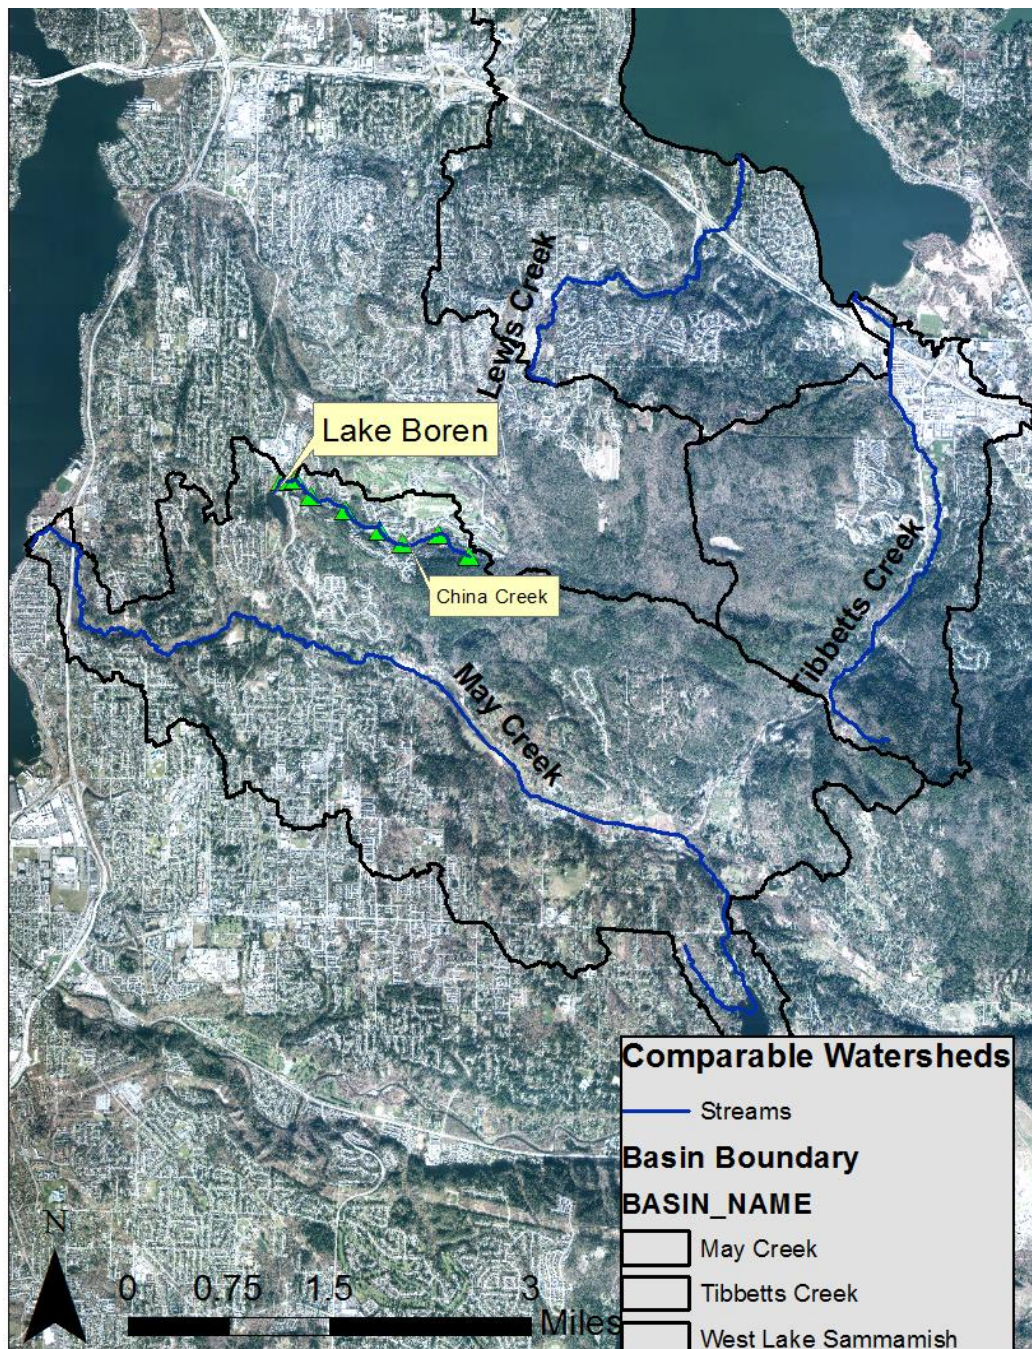 Lewis Creek
Lake Boren
China Creek
Tibbetts Creek
May Creek
Comparable Watersheds
Streams
Basin Boundary
BASIN_NAME
May Creek
Tibbetts Creek
West Lake Sammamish
N
0 0.75 1.5 3
Miles